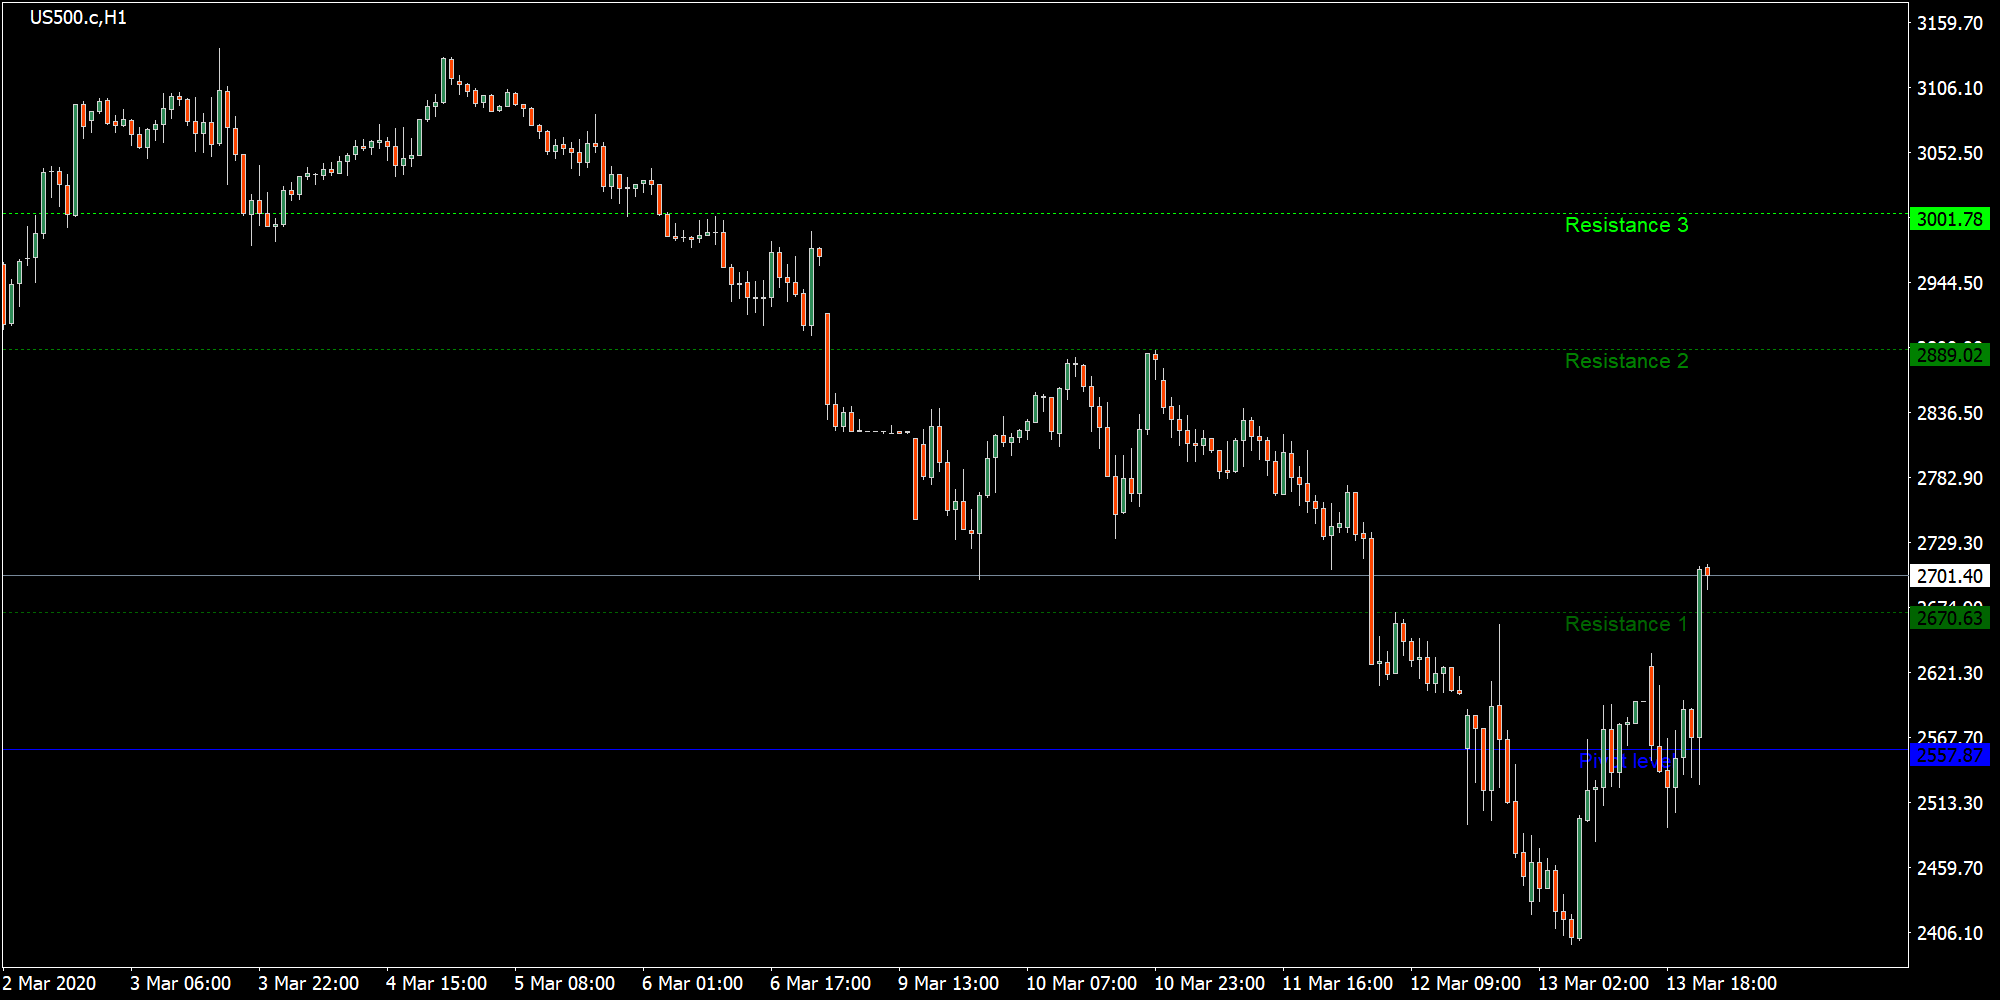 US500.c,H1
3159.70
3106.10
3052.50
Resistance 3
3001.78
2944.50
Resistance 2
2889.02
2836.50
2782.90
2729.30
2701.40
Resistance 1
2670.63
2621.30
2567.70
Pivot level
2557.87
2513.30
2459.70
2406.10
2 Mar 2020
3 Mar 06:00
3 Mar 22:00
4 Mar 15:00
5 Mar 08:00
6 Mar 01:00
6 Mar 17:00
9 Mar 13:00
10 Mar 07:00
10 Mar 23:00
11 Mar 16:00
12 Mar 09:00
13 Mar 02:00
13 Mar 18:00